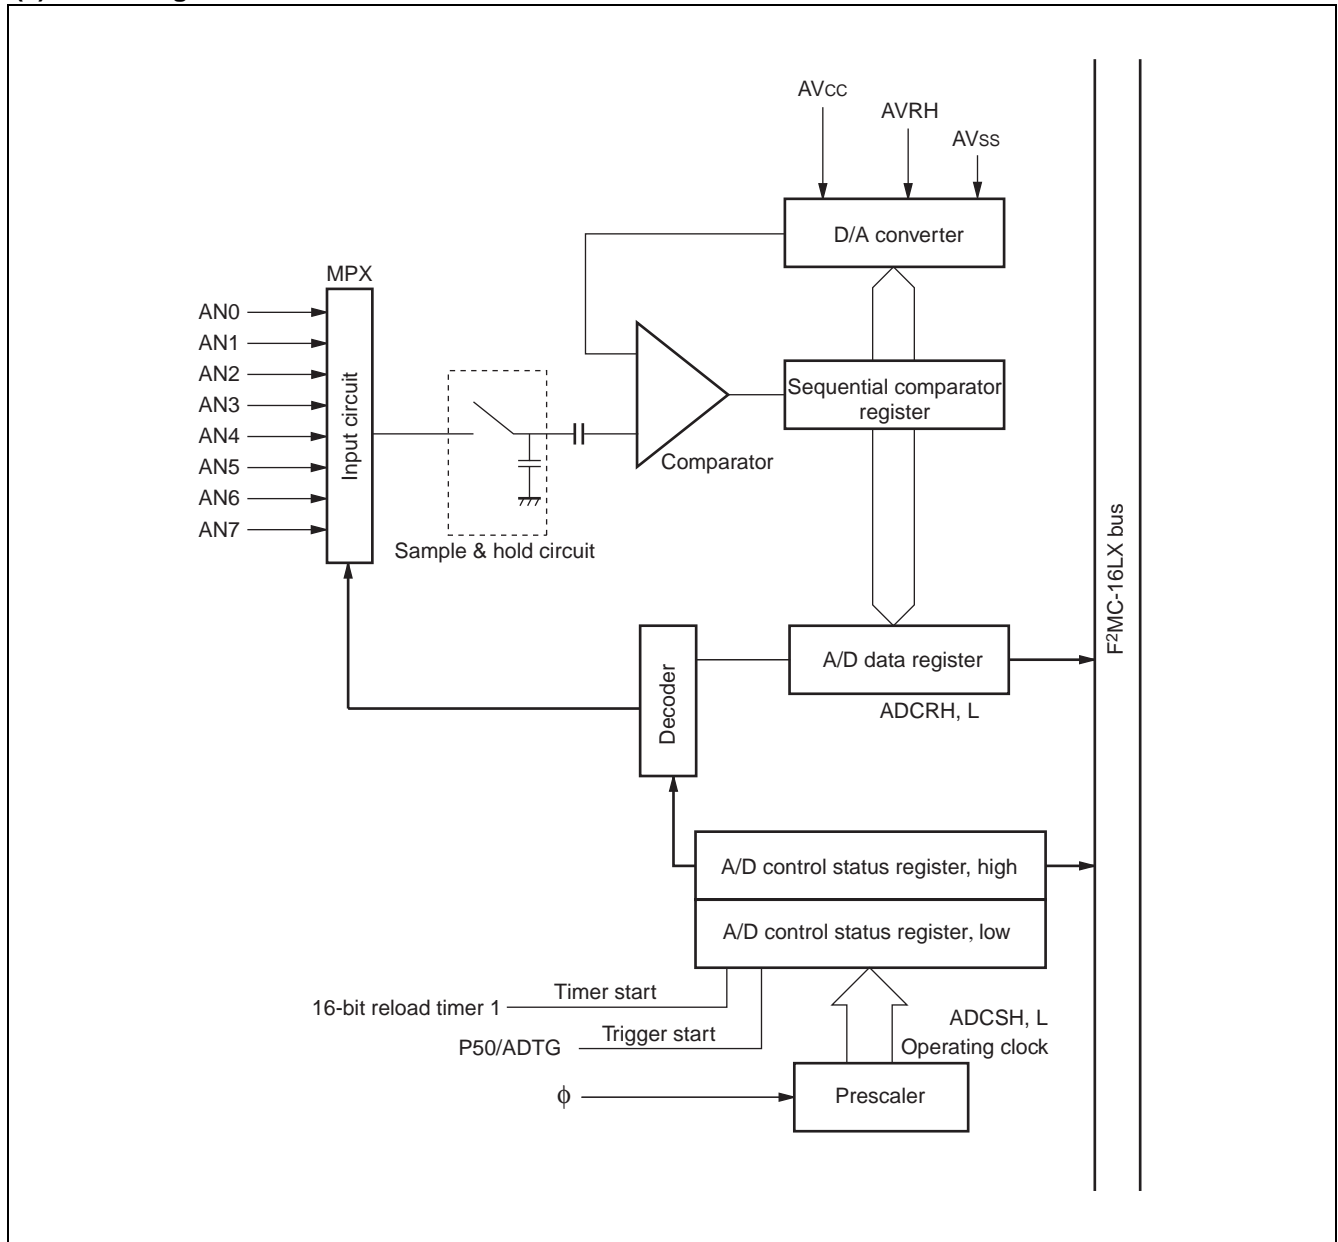 AVCC
AVRH
AVSS
D/A converter
MPX
AN0
AN1
AN2
AN3
AN4
AN5
AN6
AN7
Input circuit
Sequential comparator
register
Comparator
Sample & hold circuit
F²MC-16LX bus
Decoder
A/D data register
ADCRH, L
A/D control status register, high
A/D control status register, low
16-bit reload timer 1
Timer start
P50/ADTG
Trigger start
ADCSH, L
Operating clock
ϕ
Prescaler